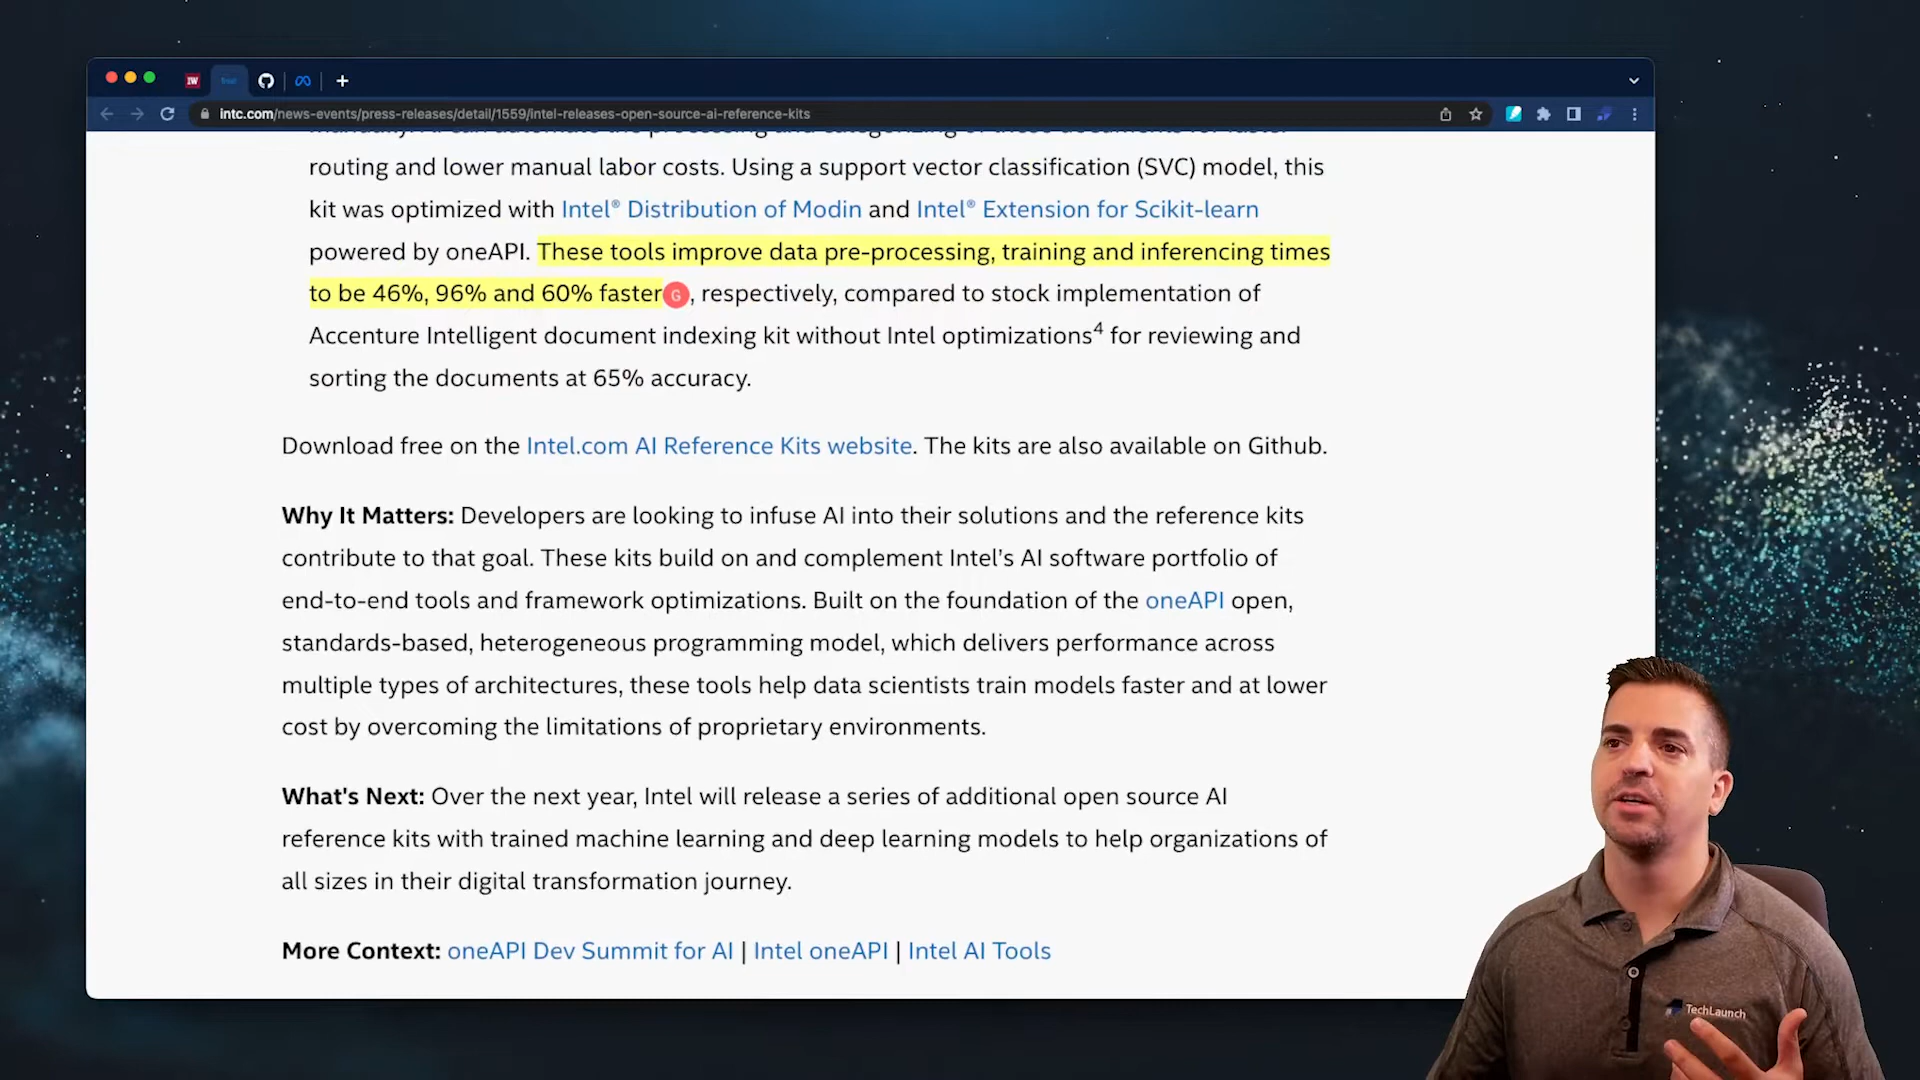 IW
intel
intc.com/news-events/press-releases/detail/1559/intel-releases-open-source-ai-reference-kits
routing and lower manual labor costs. Using a support vector classification (SVC) model, this
kit was optimized with Intel® Distribution of Modin and Intel® Extension for Scikit-learn
powered by oneAPI. These tools improve data pre-processing, training and inferencing times
to be 46%, 96% and 60% faster G, respectively, compared to stock implementation of
Accenture Intelligent document indexing kit without Intel optimizations⁴ for reviewing and
sorting the documents at 65% accuracy.
Download free on the Intel.com AI Reference Kits website. The kits are also available on Github.
Why It Matters: Developers are looking to infuse AI into their solutions and the reference kits
contribute to that goal. These kits build on and complement Intel’s AI software portfolio of
end-to-end tools and framework optimizations. Built on the foundation of the oneAPI open,
standards-based, heterogeneous programming model, which delivers performance across
multiple types of architectures, these tools help data scientists train models faster and at lower
cost by overcoming the limitations of proprietary environments.
What's Next: Over the next year, Intel will release a series of additional open source AI
reference kits with trained machine learning and deep learning models to help organizations of
all sizes in their digital transformation journey.
More Context: oneAPI Dev Summit for AI | Intel oneAPI | Intel AI Tools
TechLaunch